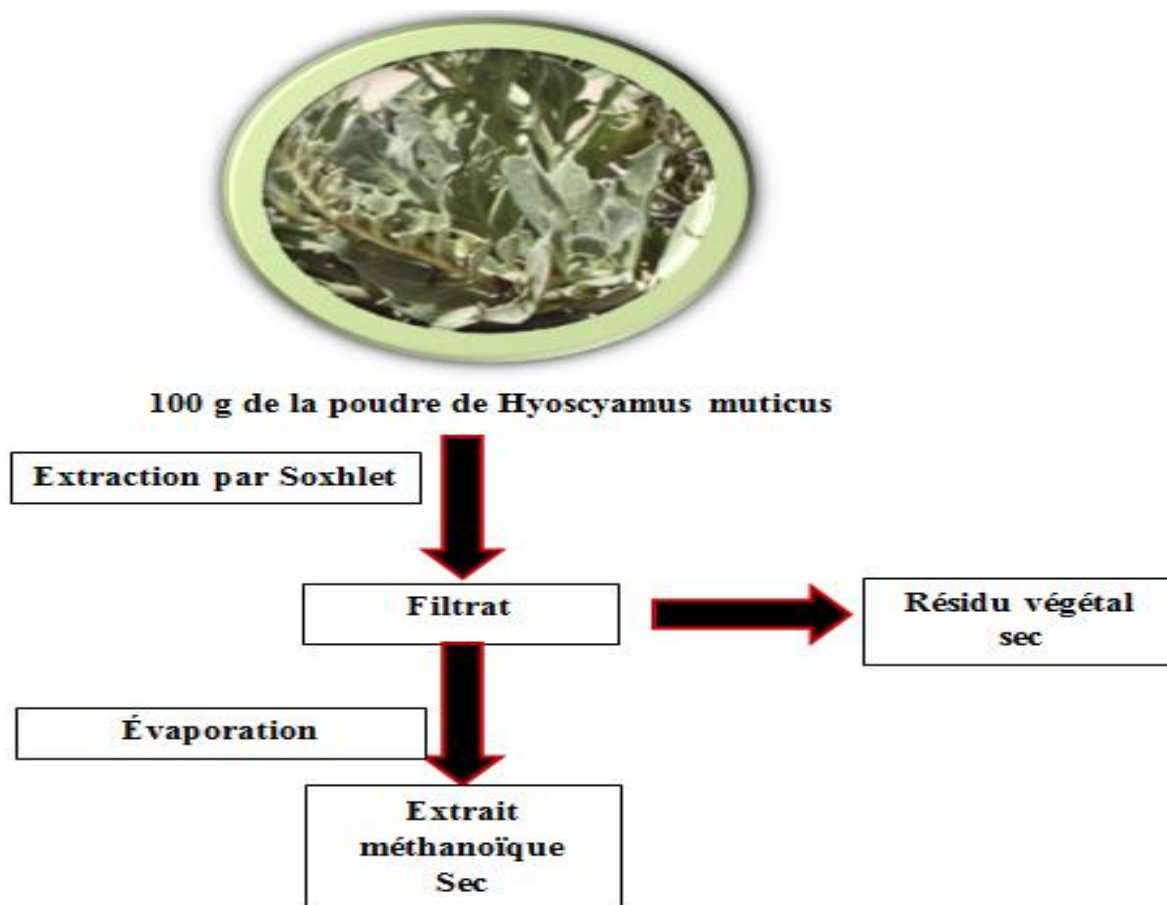 100 g de la poudre de Hyoscyamus muticus
Extraction par Soxhlet
Filtrat
Résidu végétal
sec
Évaporation
Extrait
méthanoïque
Sec